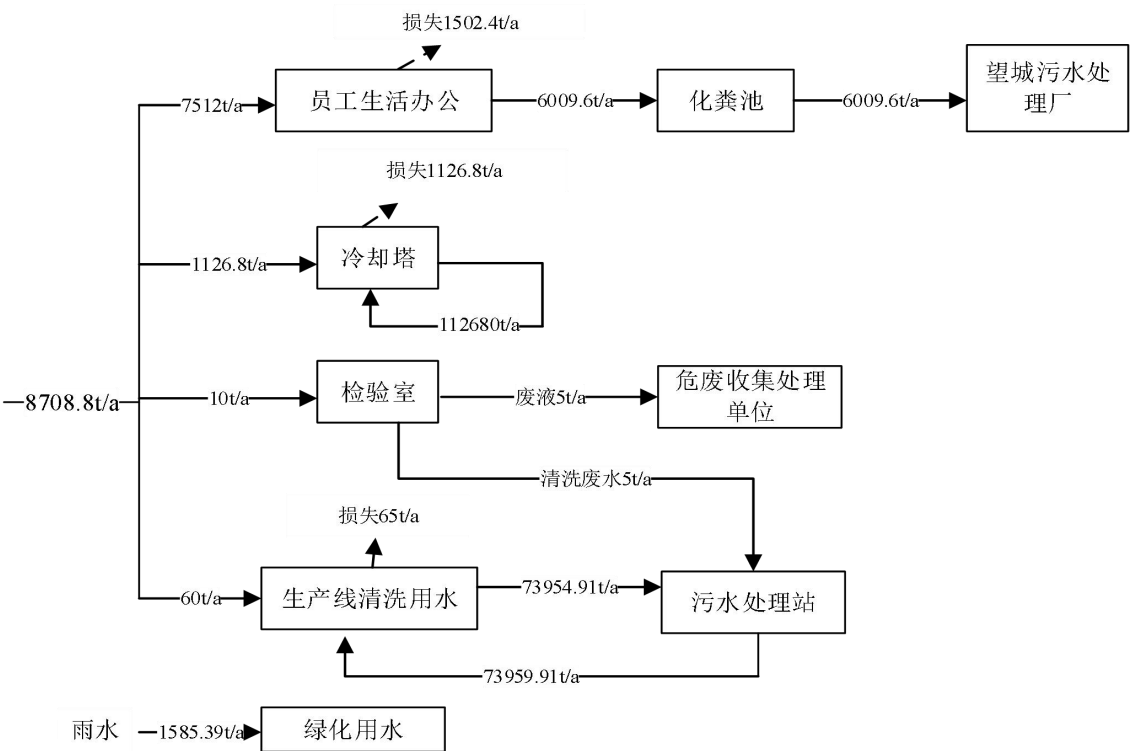 损失1502.4t/a
7512t/a
员工生活办公
6009.6t/a
化粪池
6009.6t/a
望城污水处
理厂
损失1126.8t/a
1126.8t/a
冷却塔
112680t/a
8708.8t/a
10t/a
检验室
废液5t/a
危废收集处理
单位
清洗废水5t/a
损失65t/a
60t/a
生产线清洗用水
73954.91t/a
污水处理站
73959.91t/a
雨水
1585.39t/a
绿化用水